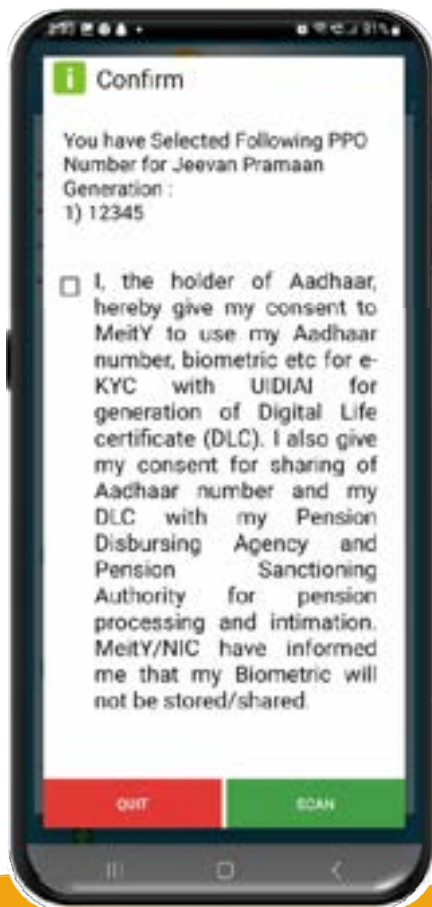 Confirm
You have Selected Following PPO
Number for Jeevan Pramaan
Generation :
1) 12345
I, the holder of Aadhaar,
hereby give my consent to
MeitY to use my Aadhaar
number, biometric etc for e-
KYC with UIDIAI for
generation of Digital Life
certificate (DLC). I also give
my consent for sharing of
Aadhaar number and my
DLC with my Pension
Disbursing Agency and
Pension Sanctioning
Authority for pension
processing and intimation.
MeitY/NIC have informed
me that my Biometric will
not be stored/shared.
QUIT SCAN